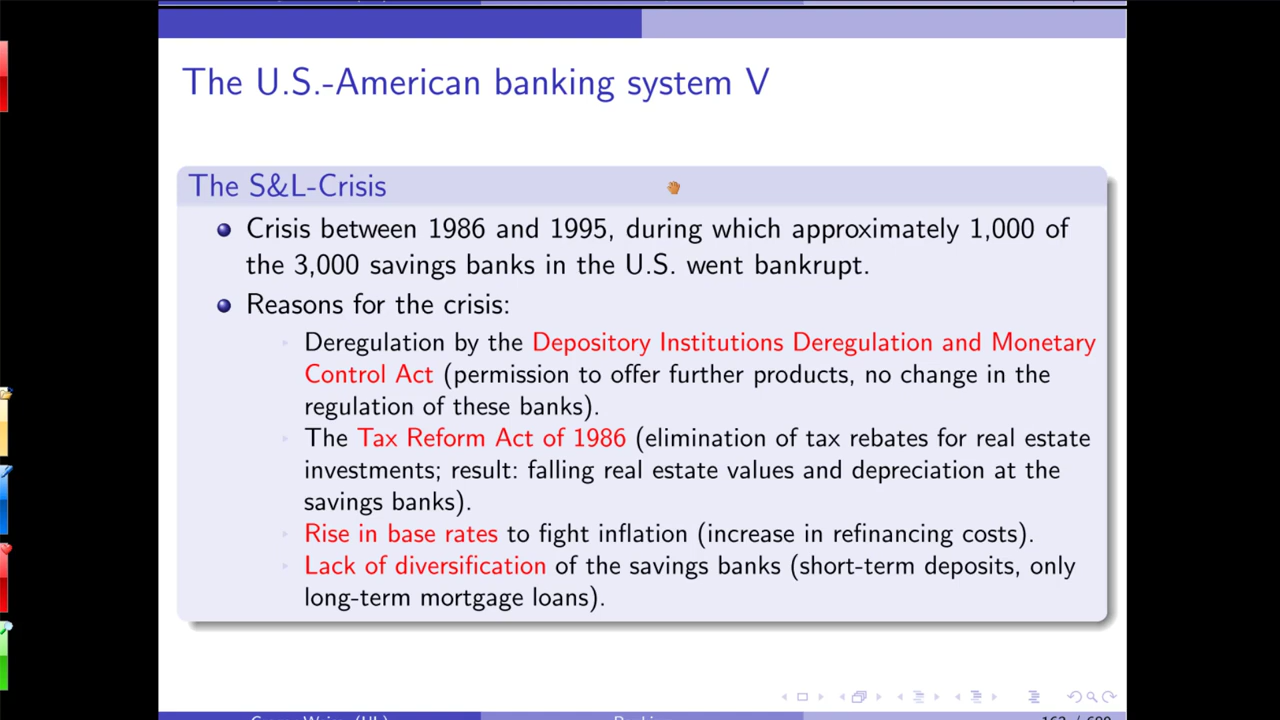 The U.S.-American banking system V
The S&L-Crisis
Crisis between 1986 and 1995, during which approximately 1,000 of
the 3,000 savings banks in the U.S. went bankrupt.
Reasons for the crisis:
Deregulation by the Depository Institutions Deregulation and Monetary
Control Act (permission to offer further products, no change in the
regulation of these banks).
The Tax Reform Act of 1986 (elimination of tax rebates for real estate
investments; result: falling real estate values and depreciation at the
savings banks).
Rise in base rates to fight inflation (increase in refinancing costs).
Lack of diversification of the savings banks (short-term deposits, only
long-term mortgage loans).